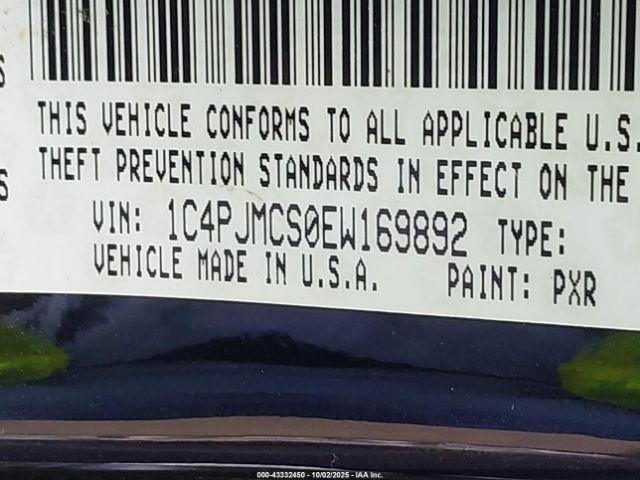 S
THIS VEHICLE CONFORMS TO ALL APPLICABLE U.S.
THEFT PREVENTION STANDARDS IN EFFECT ON THE
S
VIN: 1C4PJMCS0EW169892 TYPE:
VEHICLE MADE IN U.S.A. PAINT: PXR
000-43332450 - 10/02/2025 - IAA Inc.